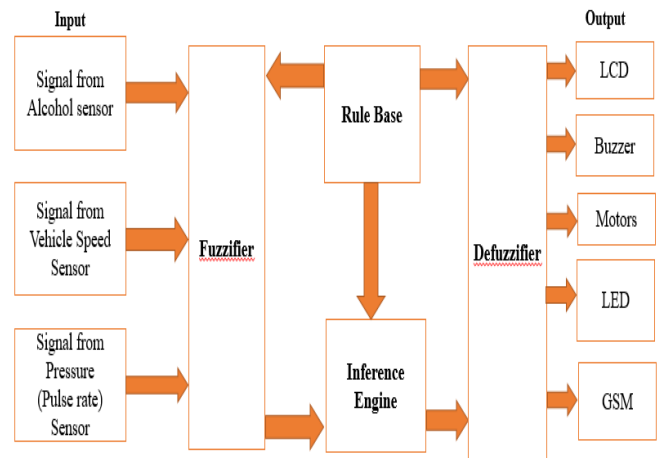 Input
Output
Signal from
Alcohol sensor
Signal from
Vehicle Speed
Sensor
Signal from
Pressure
(Pulse rate)
Sensor
Fuzzifier
Rule Base
Inference
Engine
Defuzzifier
LCD
Buzzer
Motors
LED
GSM